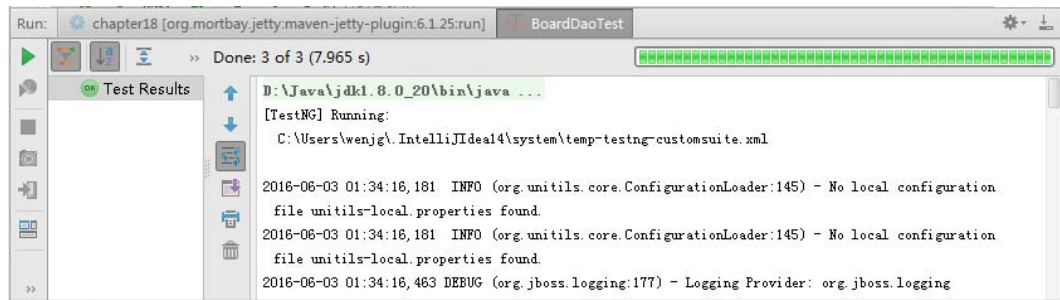 Run: chapter18 [org.mortbay.jetty:maven-jetty-plugin:6.1.25:run] BoardDaoTest
Done: 3 of 3 (7.965 s)
Test Results
D:\Java\jdk1.8.0_20\bin\java ...
[TestNG] Running:
C:\Users\wenjg\.IntelliJIdea14\system\temp-testng-customsuite.xml
2016-06-03 01:34:16,181 INFO (org.unitils.core.ConfigurationLoader:145) - No local configuration
file unitils-local.properties found.
2016-06-03 01:34:16,181 INFO (org.unitils.core.ConfigurationLoader:145) - No local configuration
file unitils-local.properties found.
2016-06-03 01:34:16,463 DEBUG (org.jboss.logging:177) - Logging Provider: org.jboss.logging